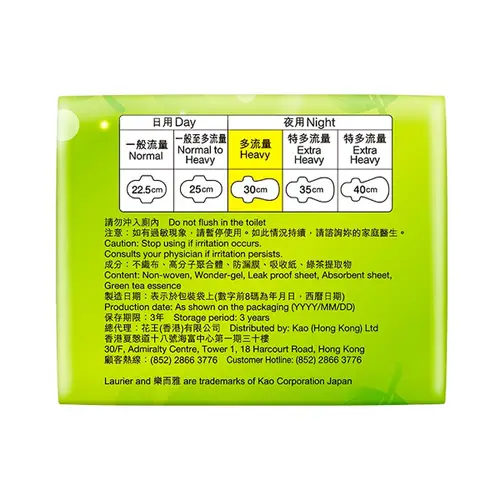 日用 Day
夜用 Night
一般流量 Normal
一般至多流量 Normal to Heavy
多流量 Heavy
特多流量 Extra Heavy
特多流量 Extra Heavy
22.5cm
25cm
30cm
35cm
40cm
請勿沖入廁內 Do not flush in the toilet
注意：如有過敏現象，請暫停使用。如此情況持續，請諮詢妳的家庭醫生。
Caution: Stop using if irritation occurs.
Consults your physician if irritation persists.
成分：不織布、高分子聚合體、防漏膜、吸收紙、綠茶提取物
Content: Non-woven, Wonder-gel, Leak proof sheet, Absorbent sheet,
Green tea essence
製造日期：表示於包裝袋上(數字前8碼為年月日、西曆日期)
Production date: As shown on the packaging (YYYY/MM/DD)
保存期限：3年 Storage period: 3 years
總代理：花王(香港)有限公司 Distributed by: Kao (Hong Kong) Ltd
香港夏慤道十八號海富中心第一期三十樓
30/F, Admiralty Centre, Tower 1, 18 Harcourt Road, Hong Kong
顧客熱線：(852) 2866 3776 Customer Hotline: (852) 2866 3776
Laurier and 樂而雅 are trademarks of Kao Corporation Japan